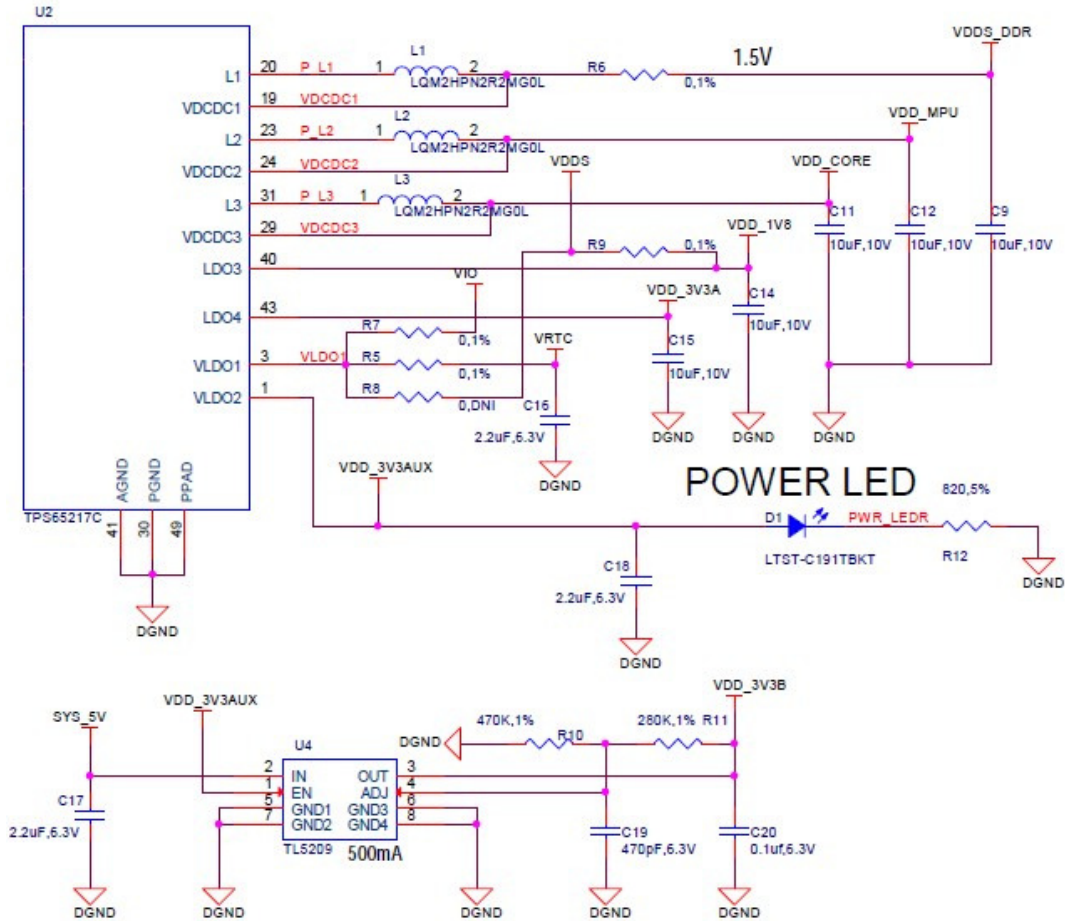 U2
L1
VDDS_DDR
L1 20 P_L1 1 2 R6 1.5V
LQM2HPN2R2MG0L 0,1%
VDCDC1 19 VDCDC1
L2
VDD_MPU
L2 23 P_L2 1 2
LQM2HPN2R2MG0L
VDCDC2 24 VDCDC2
VDDS
VDD_CORE
L3 31 P_L3 1 L3 2
LQM2HPN2R2MG0L
C11 C12 C9
VDCDC3 29 VDCDC3
VDD_1V8
10uF,10V 10uF,10V 10uF,10V
R9 0,1%
LDO3 40
VIO
VDD_3V3A
C14
10uF,10V
LDO4 43
R7
0,1%
VRTC
C15
VLDO1 3 VLDO1 R5
0,1%
10uF,10V
VLDO2 1
R8
0,DNI
C16
2.2uF,6.3V
DGND DGND DGND
DGND
VDD_3V3AUX
POWER LED
820,5%
AGND PGND PPAD
TPS65217C
41 30 49
D1 PWR_LEDR
LTST-C191TBKT
R12
C18
2.2uF,6.3V
DGND
DGND
DGND
VDD_3V3AUX
VDD_3V3B
SYS_5V
470K,1% 280K,1% R11
DGND R10
U4
2 IN OUT 3
1 EN ADJ 4
5 GND1 GND3 6
7 GND2 GND4 8
TL5209 500mA
C17
2.2uF,6.3V
C19
470pF,6.3V
C20
0.1uf,6.3V
DGND DGND DGND DGND DGND